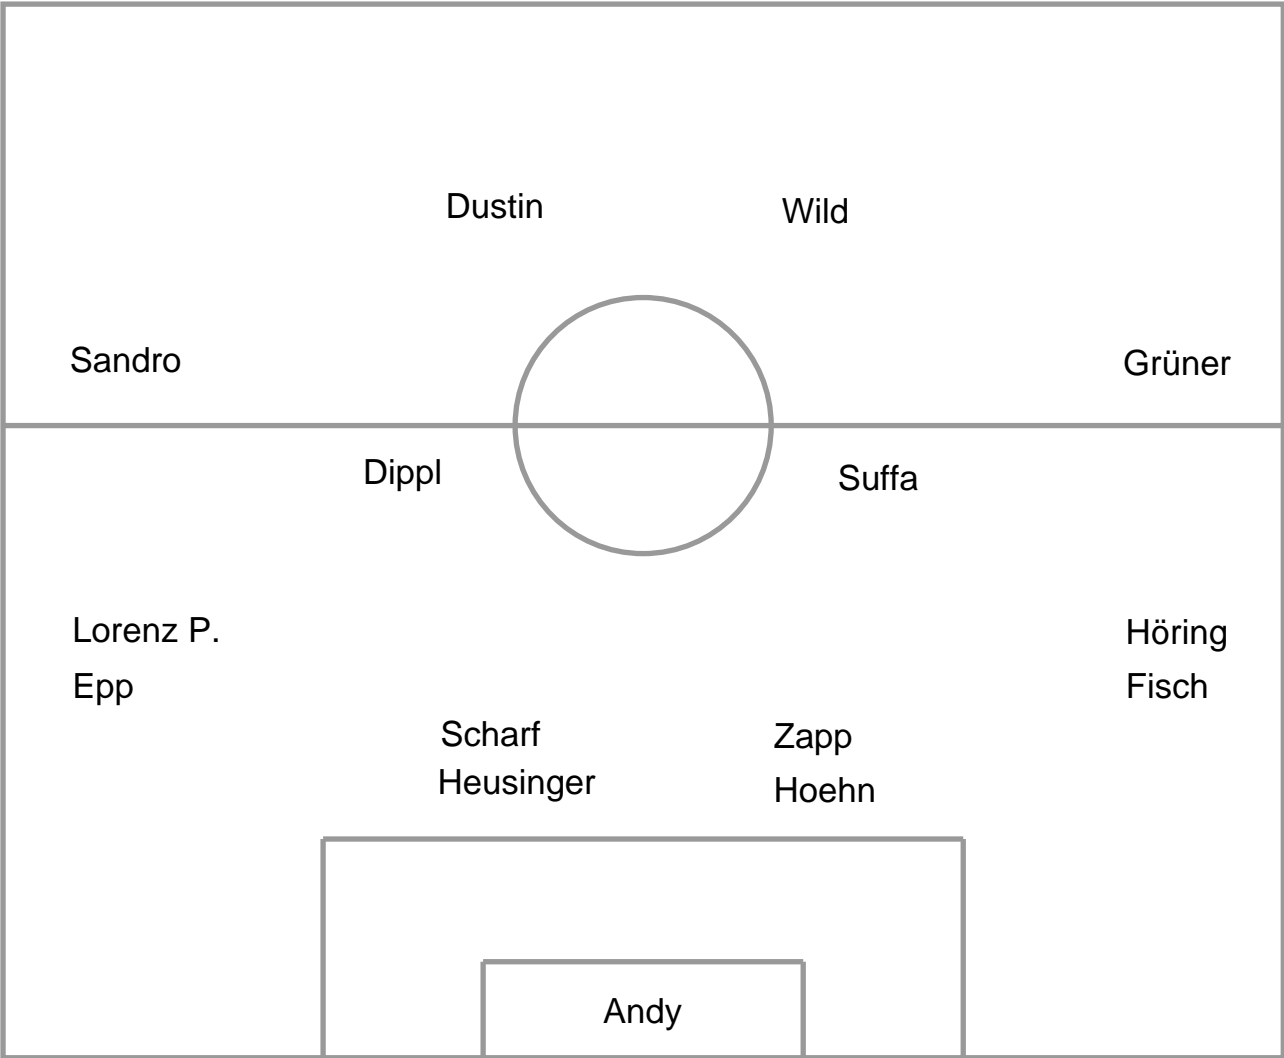 Dustin
Wild
Sandro
Grüner
Dippl
Suffa
Lorenz P.
Höring
Epp
Fisch
Scharf
Zapp
Heusinger
Hoehn
Andy